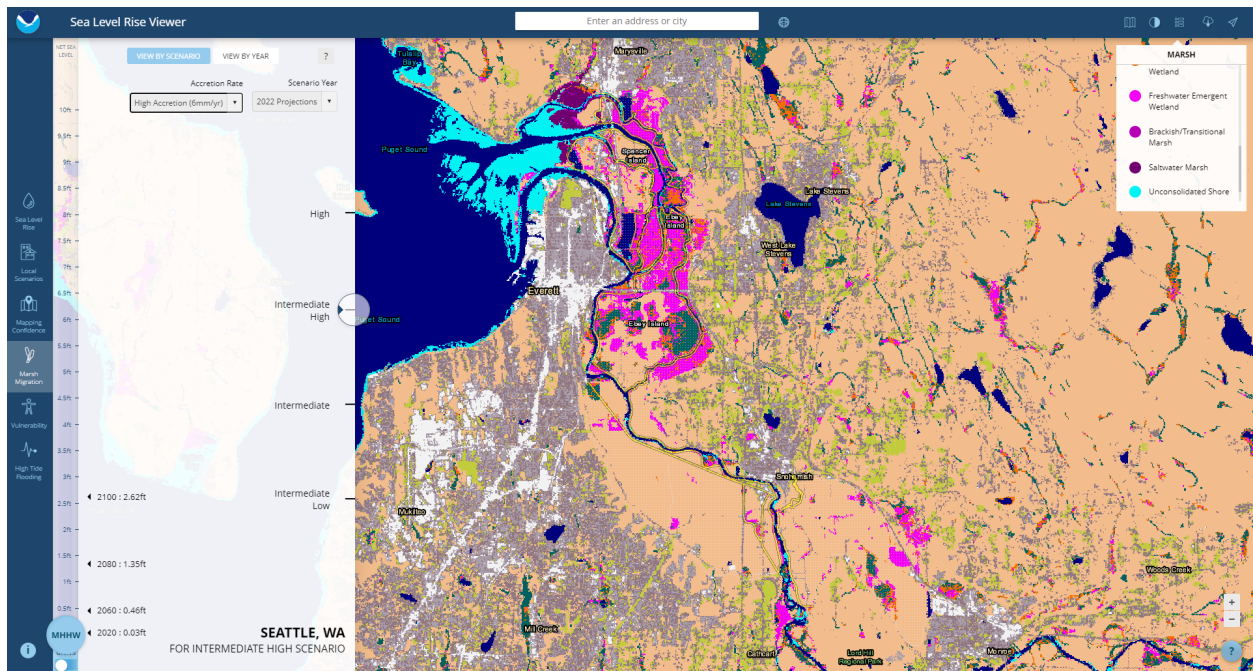 Sea Level Rise Viewer
Enter an address or city
NET SEA
LEVEL
VIEW BY SCENARIO
VIEW BY YEAR
?
Accretion Rate
Scenario Year
High Accretion (6mm/yr)
2022 Projections
10ft
9.5ft
9ft
8.5ft
8ft
7.5ft
7ft
6.5ft
6ft
5.5ft
5ft
4.5ft
4ft
3.5ft
3ft
2.5ft
2ft
1.5ft
1ft
0.5ft
MHHW
High
Intermediate
High
Intermediate
Intermediate
Low
2100 : 2.62ft
2080 : 1.35ft
2060 : 0.46ft
2020 : 0.03ft
SEATTLE, WA
FOR INTERMEDIATE HIGH SCENARIO
Sea Level
Rise
Local
Scenarios
Mapping
Confidence
Marsh
Migration
Vulnerability
High Tide
Flooding
i
Tulalip
Bay
Marysville
Puget Sound
Spencer
Island
Ebey
Island
Lake Stevens
Lake Stevens
West Lake
Stevens
Everett
Puget Sound
Ebey Island
Mukilteo
Snohomish
Woods Creek
Mill Creek
Cathcart
Lord Hill
Regional Park
Monroe
MARSH
Wetland
Freshwater Emergent
Wetland
Brackish/Transitional
Marsh
Saltwater Marsh
Unconsolidated Shore
+
−
?